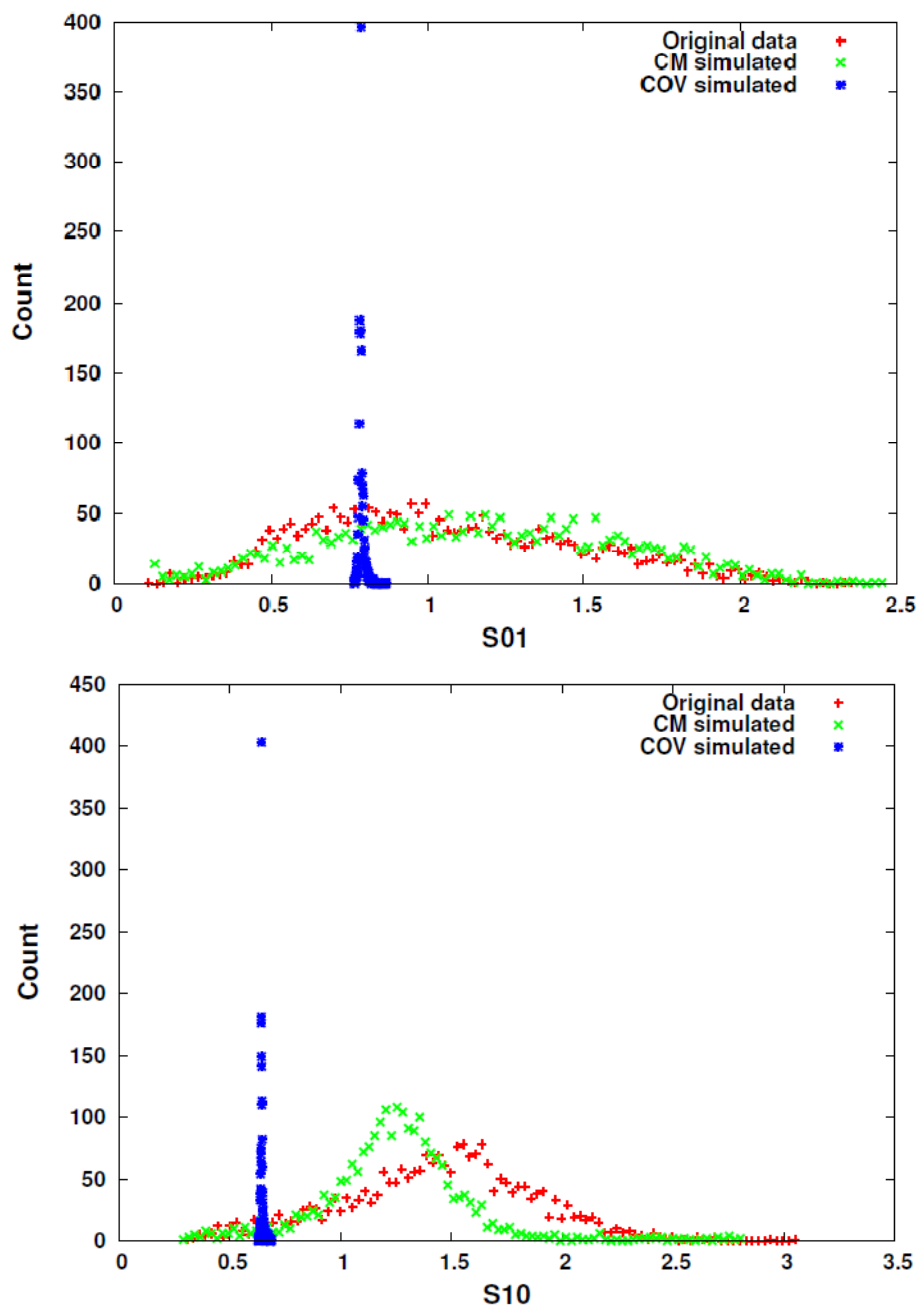 400
Original data
CM simulated
COV simulated
350
300
250
200
150
100
50
0
Count
0 0.5 1 1.5 2 2.5
S01
450
Original data
CM simulated
COV simulated
400
350
300
250
200
150
100
50
0
Count
0 0.5 1 1.5 2 2.5 3 3.5
S10